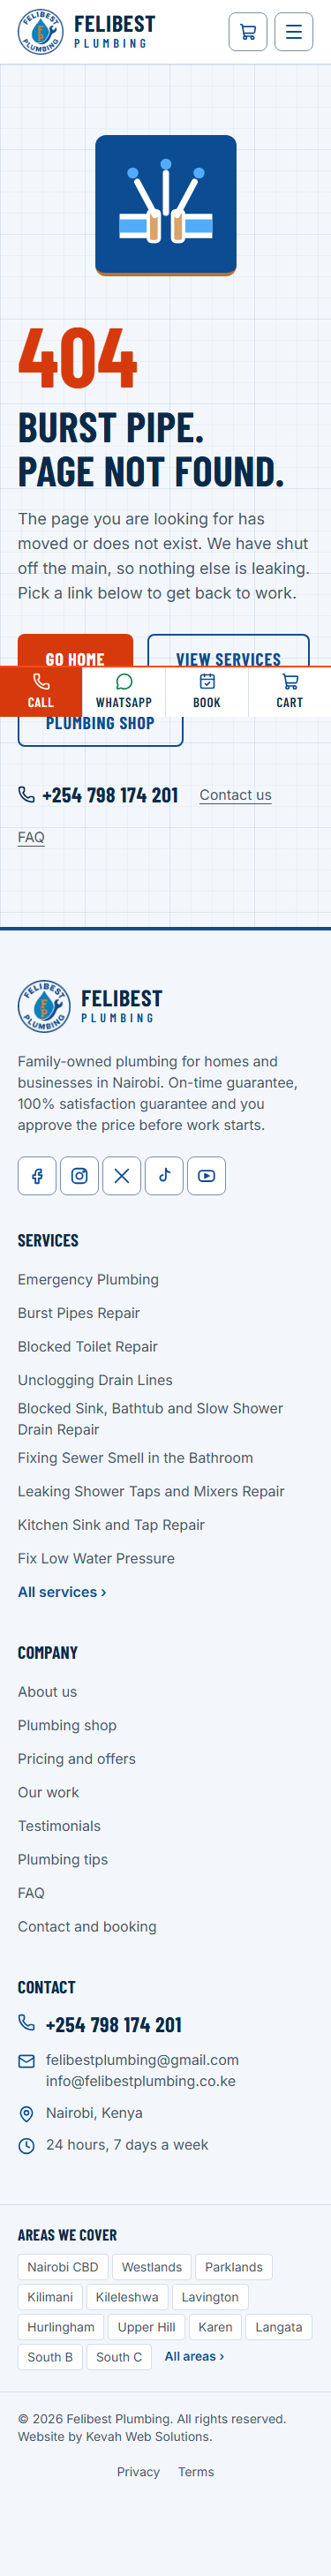 FELIBEST PLUMBING
FELIBEST
PLUMBING
404
BURST PIPE.
PAGE NOT FOUND.
The page you are looking for has
moved or does not exist. We have shut
off the main, so nothing else is leaking.
Pick a link below to get back to work.
GO HOME
VIEW SERVICES
CALL
WHATSAPP
BOOK
CART
PLUMBING SHOP
+254 798 174 201
Contact us
FAQ
FELIBEST PLUMBING
FELIBEST
PLUMBING
Family-owned plumbing for homes and
businesses in Nairobi. On-time guarantee,
100% satisfaction guarantee and you
approve the price before work starts.
SERVICES
Emergency Plumbing
Burst Pipes Repair
Blocked Toilet Repair
Unclogging Drain Lines
Blocked Sink, Bathtub and Slow Shower
Drain Repair
Fixing Sewer Smell in the Bathroom
Leaking Shower Taps and Mixers Repair
Kitchen Sink and Tap Repair
Fix Low Water Pressure
All services ›
COMPANY
About us
Plumbing shop
Pricing and offers
Our work
Testimonials
Plumbing tips
FAQ
Contact and booking
CONTACT
+254 798 174 201
felibestplumbing@gmail.com
info@felibestplumbing.co.ke
Nairobi, Kenya
24 hours, 7 days a week
AREAS WE COVER
Nairobi CBD Westlands Parklands
Kilimani Kileleshwa Lavington
Hurlingham Upper Hill Karen Langata
South B South C All areas ›
© 2026 Felibest Plumbing. All rights reserved.
Website by Kevah Web Solutions.
Privacy Terms